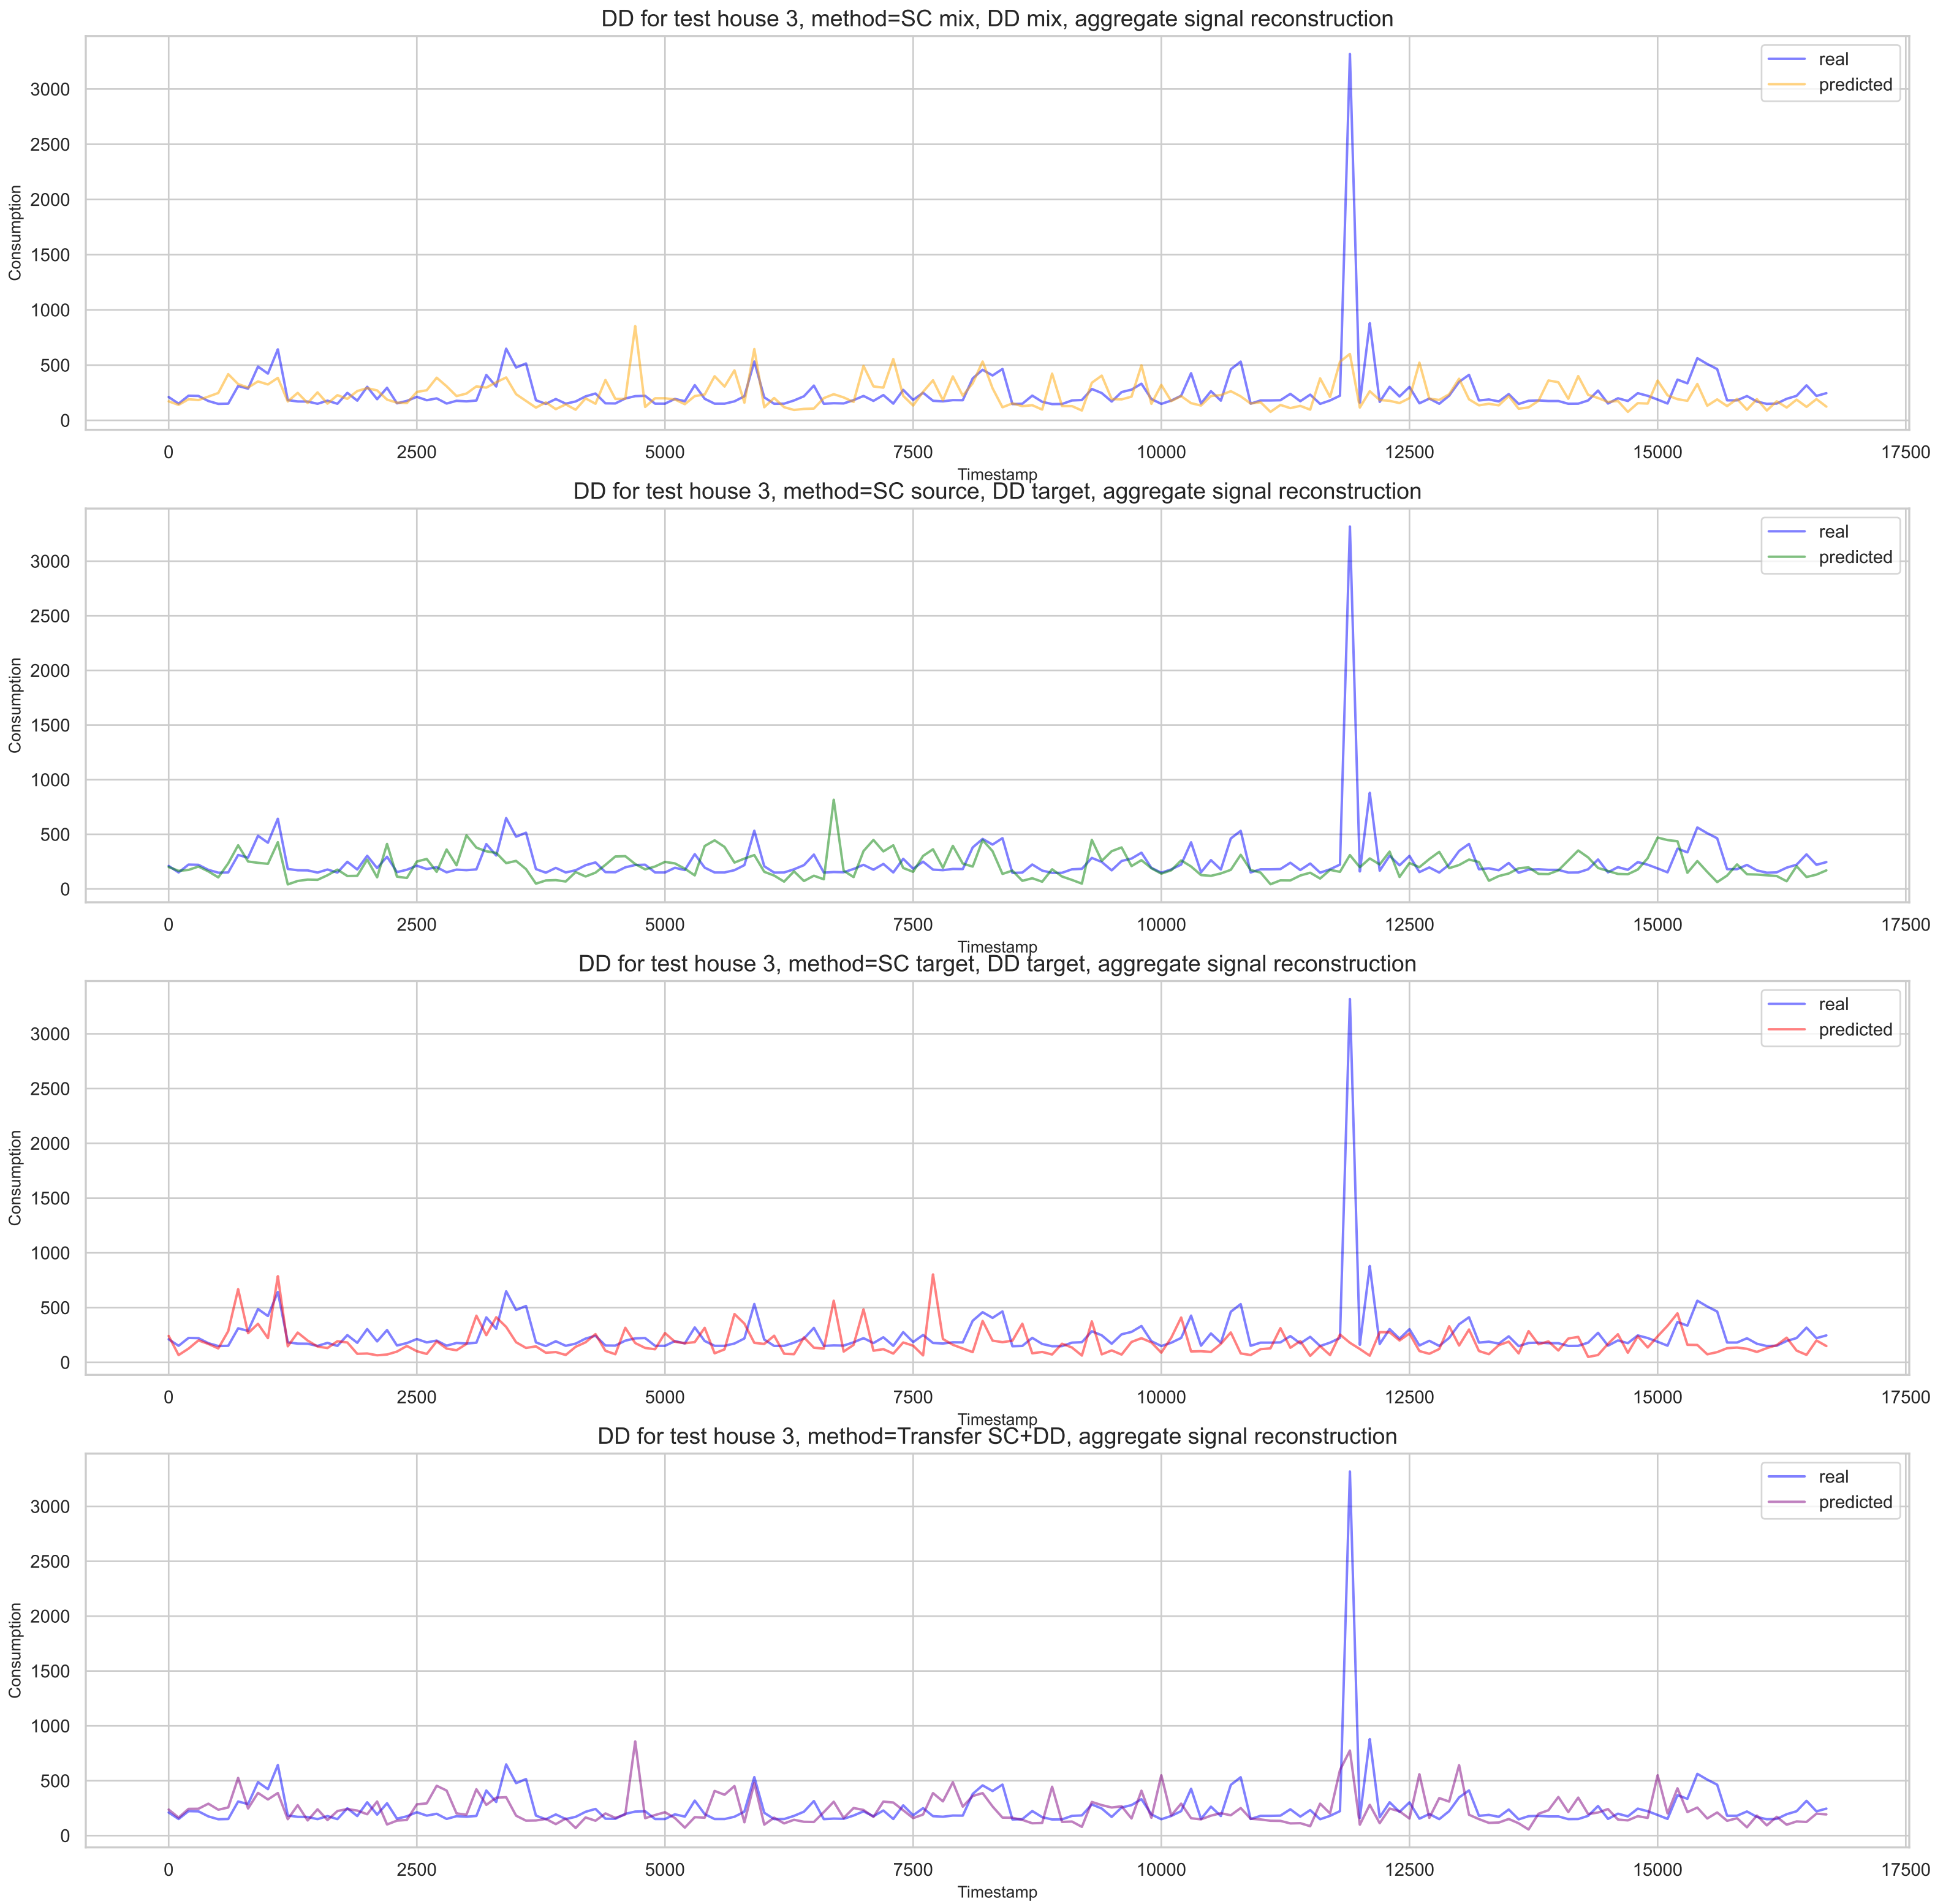 DD for test house 3, method=SC mix, DD mix, aggregate signal reconstruction
real
predicted
3000
2500
2000
1500
1000
500
0
Consumption
0 2500 5000 7500 10000 12500 15000 17500
Timestamp
DD for test house 3, method=SC source, DD target, aggregate signal reconstruction
real
predicted
3000
2500
2000
1500
1000
500
0
Consumption
0 2500 5000 7500 10000 12500 15000 17500
Timestamp
DD for test house 3, method=SC target, DD target, aggregate signal reconstruction
real
predicted
3000
2500
2000
1500
1000
500
0
Consumption
0 2500 5000 7500 10000 12500 15000 17500
Timestamp
DD for test house 3, method=Transfer SC+DD, aggregate signal reconstruction
real
predicted
3000
2500
2000
1500
1000
500
0
Consumption
0 2500 5000 7500 10000 12500 15000 17500
Timestamp